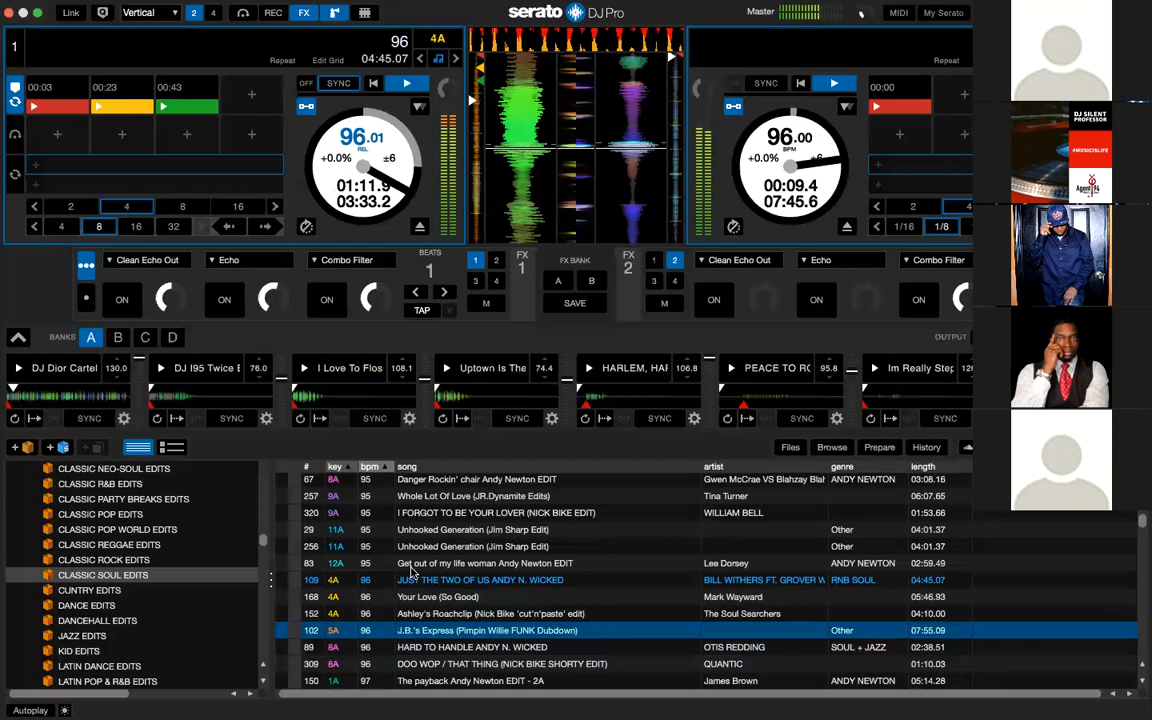 Link Vertical 2 4 REC FX serato DJ Pro Master MIDI My Serato
1 96 4A
Repeat Edit Grid 04:45.07 Repeat
OFF SYNC SYNC
00:03 00:23 00:43 00:00
96.01 REL +0.0% ±6 01:11.9 03:33.2
96.00 BPM +0.0% ±6 00:09.4 07:45.6
2 4 8 16 2 4
4 8 16 32 1/16 1/8
Clean Echo Out Echo Combo Filter BEATS 1 1 2 FX 1 FX BANK FX 2 1 2 Clean Echo Out Echo Combo Filter
3 4 A B 3 4
ON ON ON TAP M SAVE M ON ON ON
BANKS A B C D OUTPUT
DJ Dior Cartel 130.0 DJ I95 Twice 76.0 I Love To Flos 108.1 Uptown Is The 74.4 HARLEM, HAR 106.8 PEACE TO RO 95.8 Im Really Step
SYNC SYNC SYNC SYNC SYNC SYNC SYNC
Files Browse Prepare History
CLASSIC NEO-SOUL EDITS
CLASSIC R&B EDITS
CLASSIC PARTY BREAKS EDITS
CLASSIC POP EDITS
CLASSIC POP WORLD EDITS
CLASSIC REGGAE EDITS
CLASSIC ROCK EDITS
CLASSIC SOUL EDITS
CUNTRY EDITS
DANCE EDITS
DANCEHALL EDITS
JAZZ EDITS
KID EDITS
LATIN DANCE EDITS
LATIN POP & R&B EDITS
# key bpm song artist genre length
67 8A 95 Danger Rockin' chair Andy Newton EDIT Gwen McCrae VS Blahzay Blah ANDY NEWTON 03:08.16
257 9A 95 Whole Lot Of Love (JR.Dynamite Edits) Tina Turner 06:07.65
320 9A 95 I FORGOT TO BE YOUR LOVER (NICK BIKE EDIT) WILLIAM BELL 01:53.66
29 11A 95 Unhooked Generation (Jim Sharp Edit) Other 04:01.37
256 11A 95 Unhooked Generation (Jim Sharp Edit) Other 04:01.37
83 12A 95 Get out of my life woman Andy Newton EDIT Lee Dorsey ANDY NEWTON 02:59.49
109 4A 96 JUST THE TWO OF US ANDY N. WICKED BILL WITHERS FT. GROVER W RNB SOUL 04:45.07
168 4A 96 Your Love (So Good) Mark Wayward 05:46.93
152 4A 96 Ashley's Roachclip (Nick Bike 'cut'n'paste' edit) The Soul Searchers 04:10.00
102 5A 96 J.B.'s Express (Pimpin Willie FUNK Dubdown) Other 07:55.09
89 8A 96 HARD TO HANDLE ANDY N. WICKED OTIS REDDING SOUL + JAZZ 02:38.51
309 8A 96 DOO WOP / THAT THING (NICK BIKE SHORTY EDIT) QUANTIC 01:10.03
150 1A 97 The payback Andy Newton EDIT - 2A James Brown ANDY NEWTON 05:14.28
Autoplay
DJ SILENT
PROFESSOR
#MUSICISLIFE
Agent94